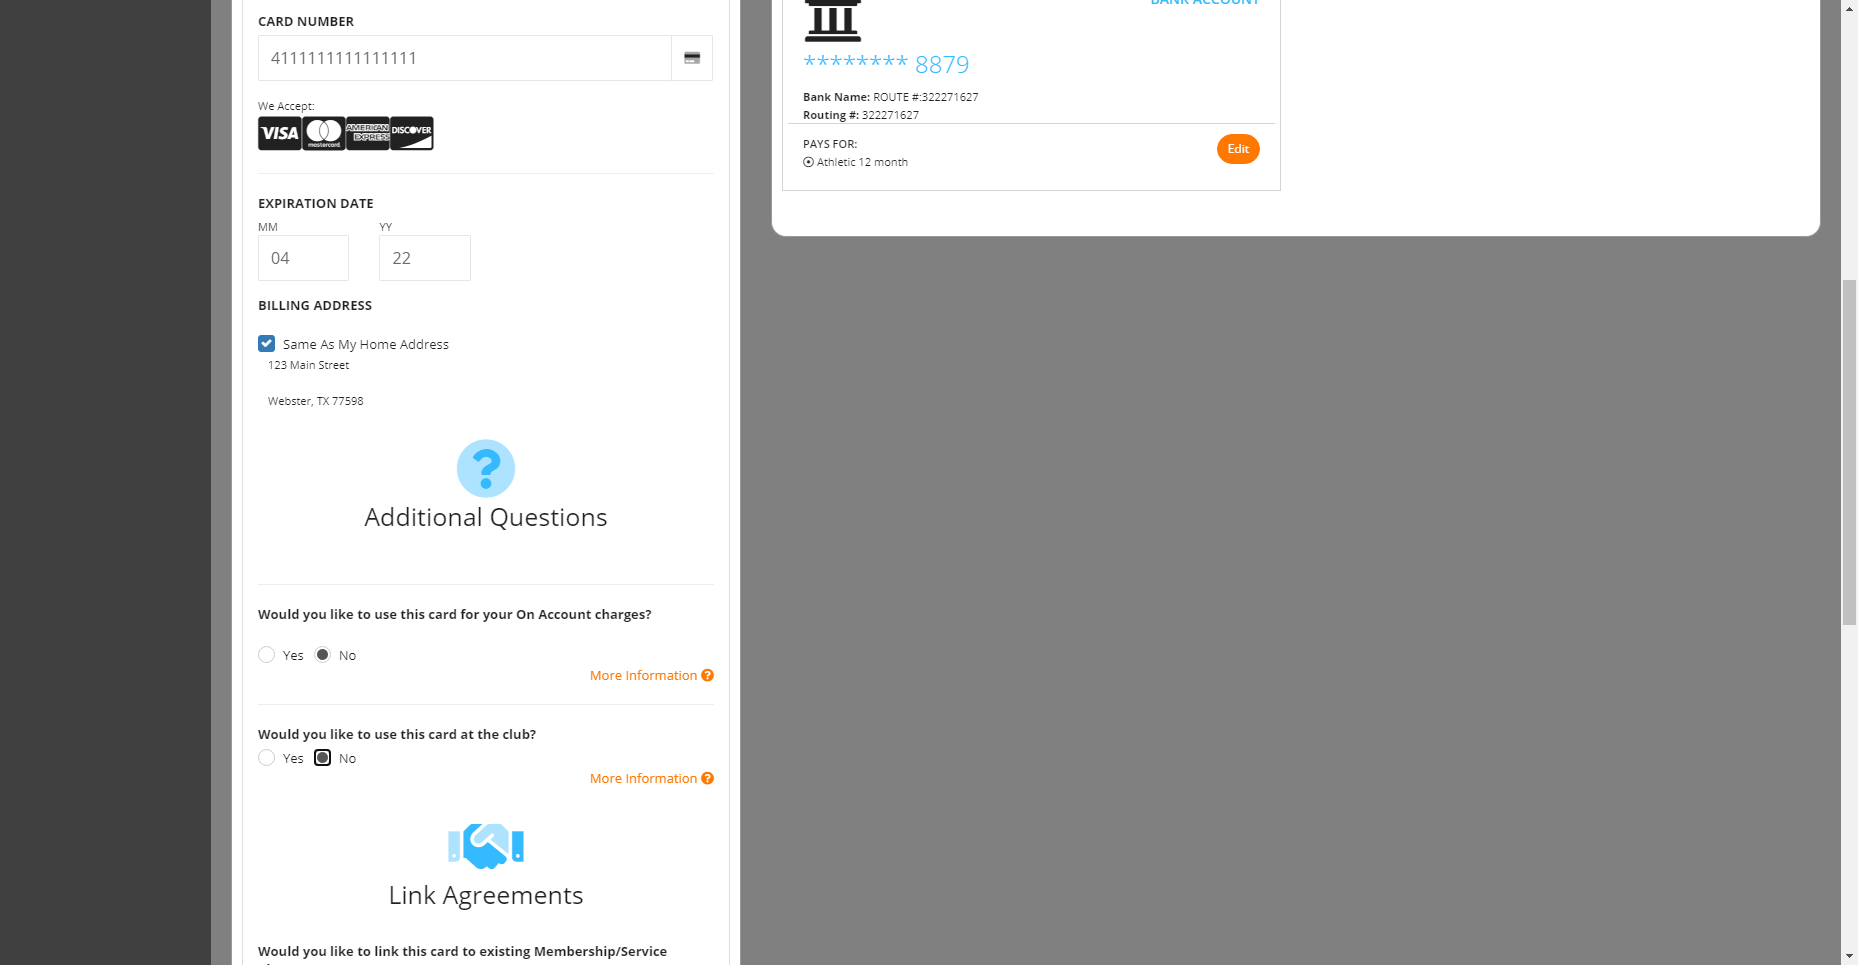 CARD NUMBER
4111111111111111
We Accept:
VISA mastercard AMERICAN EXPRESS DISCOVER
EXPIRATION DATE
MM YY
04 22
BILLING ADDRESS
Same As My Home Address
123 Main Street
Webster, TX 77598
?
Additional Questions
Would you like to use this card for your On Account charges?
Yes No
More Information ?
Would you like to use this card at the club?
Yes No
More Information ?
Link Agreements
Would you like to link this card to existing Membership/Service
BANK ACCOUNT
******** 8879
Bank Name: ROUTE #:322271627
Routing #: 322271627
PAYS FOR:
Athletic 12 month
Edit